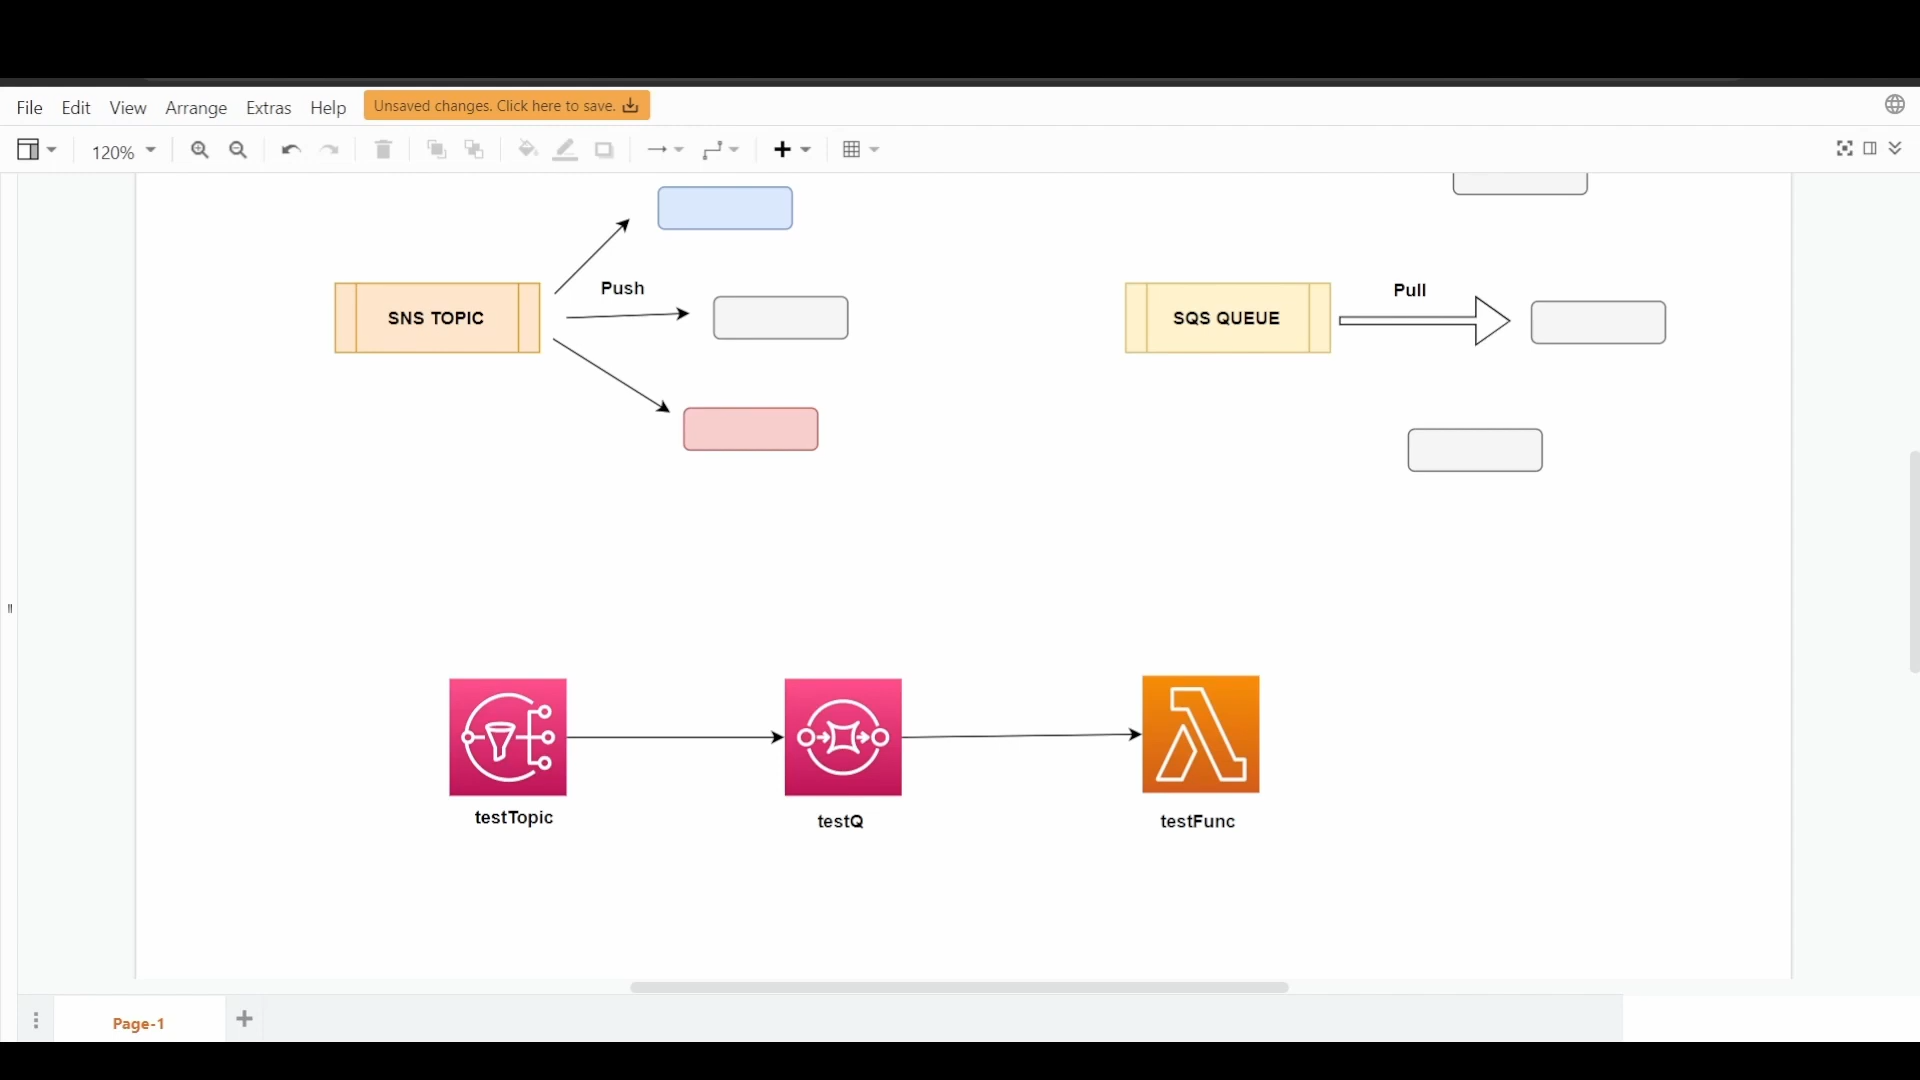 File Edit View Arrange Extras Help Unsaved changes. Click here to save.
120%
Push
Pull
SNS TOPIC
SQS QUEUE
testTopic
testQ
testFunc
Page-1